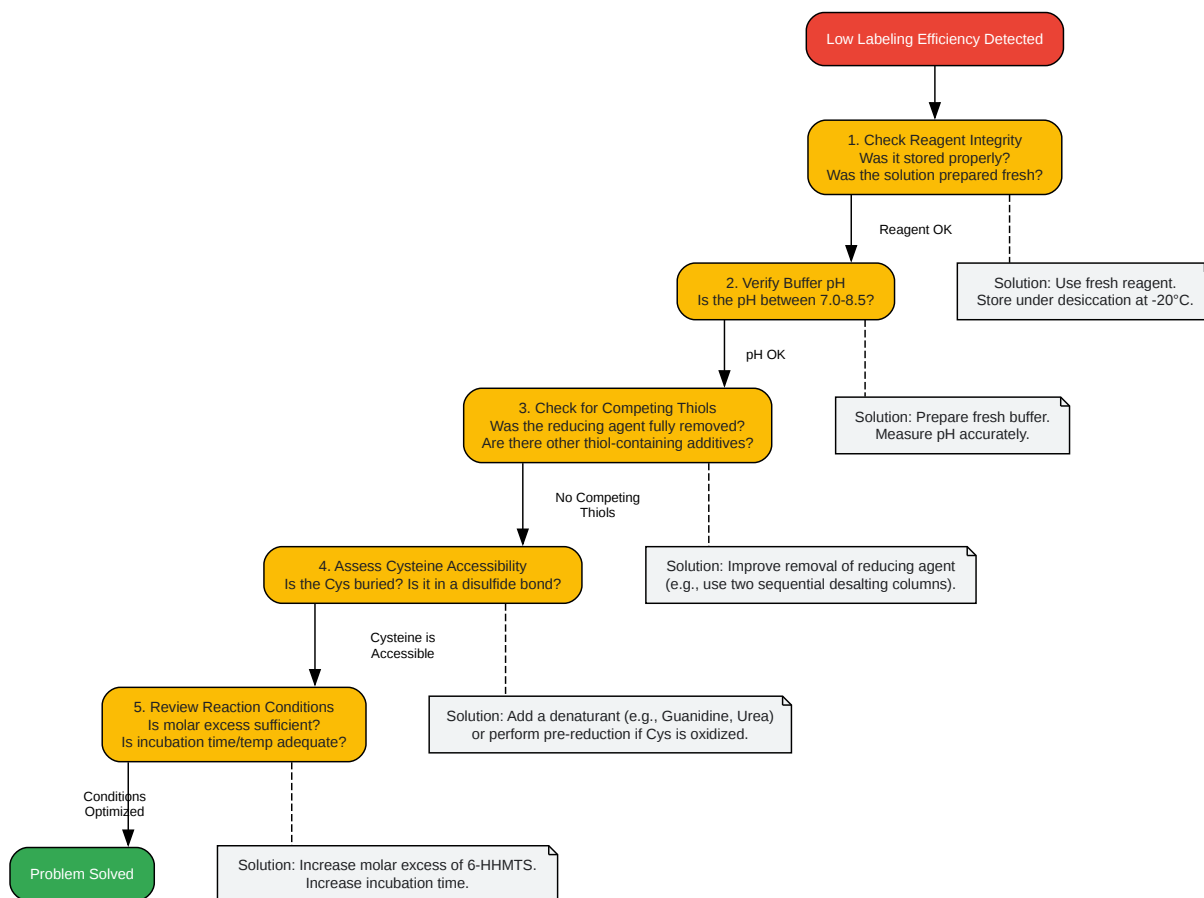 Low Labeling Efficiency Detected
1. Check Reagent Integrity
Was it stored properly?
Was the solution prepared fresh?
Reagent OK
2. Verify Buffer pH
Is the pH between 7.0-8.5?
Solution: Use fresh reagent.
Store under desiccation at -20°C.
pH OK
3. Check for Competing Thiols
Was the reducing agent fully removed?
Are there other thiol-containing additives?
Solution: Prepare fresh buffer.
Measure pH accurately.
No Competing
Thiols
4. Assess Cysteine Accessibility
Is the Cys buried? Is it in a disulfide bond?
Solution: Improve removal of reducing agent
(e.g., use two sequential desalting columns).
Cysteine is
Accessible
5. Review Reaction Conditions
Is molar excess sufficient?
Is incubation time/temp adequate?
Solution: Add a denaturant (e.g., Guanidine, Urea)
or perform pre-reduction if Cys is oxidized.
Conditions
Optimized
Problem Solved
Solution: Increase molar excess of 6-HHMTS.
Increase incubation time.